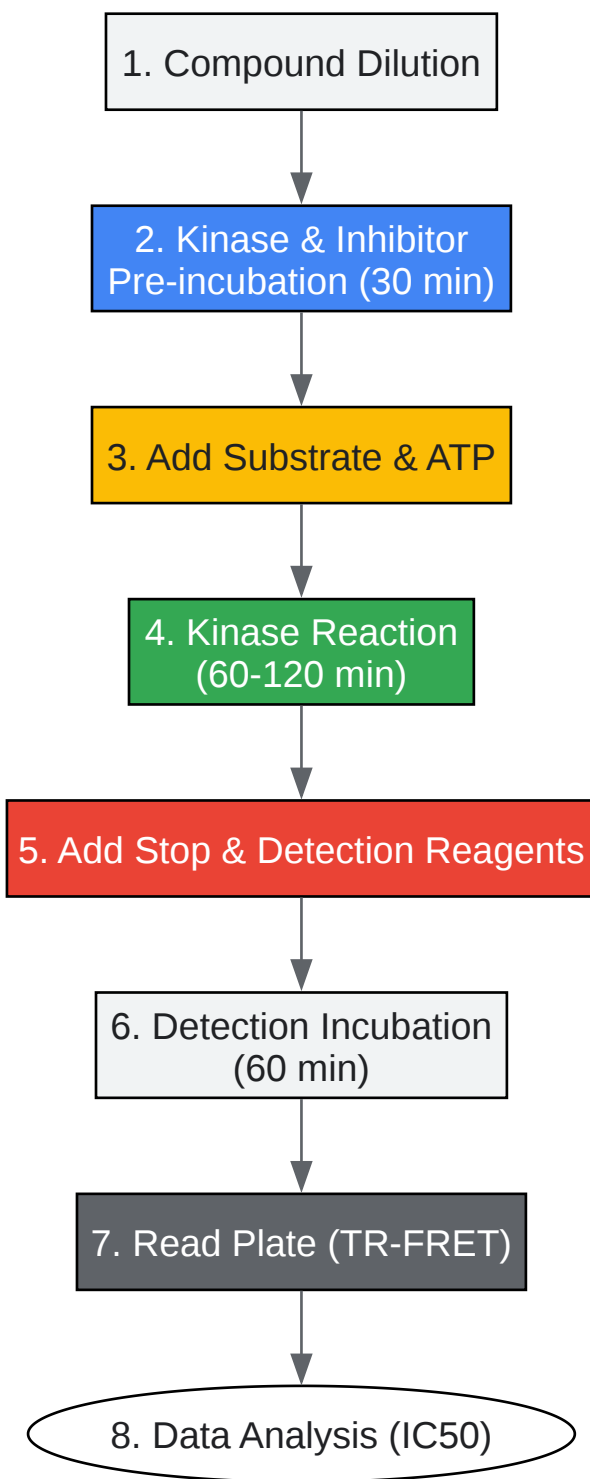 1. Compound Dilution
2. Kinase & Inhibitor
Pre-incubation (30 min)
3. Add Substrate & ATP
4. Kinase Reaction
(60-120 min)
5. Add Stop & Detection Reagents
6. Detection Incubation
(60 min)
7. Read Plate (TR-FRET)
8. Data Analysis (IC50)